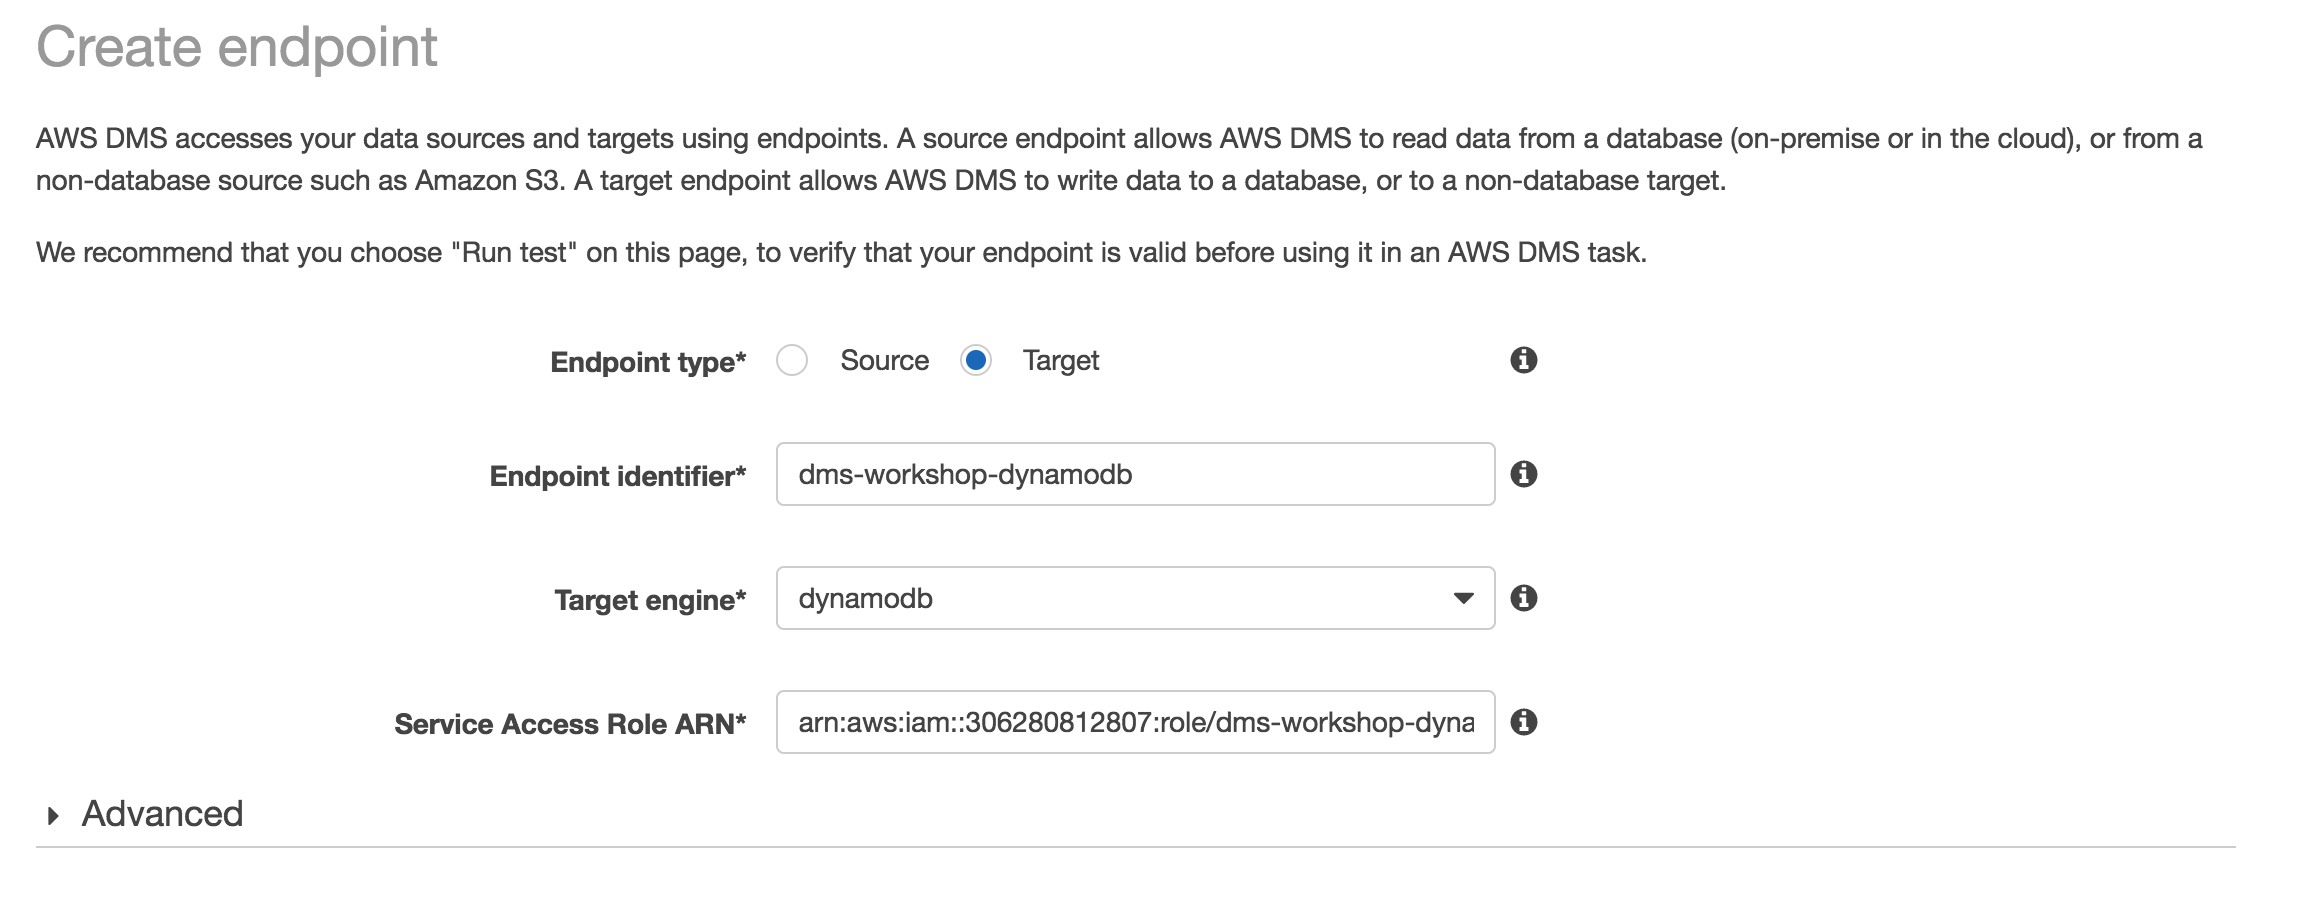 Create endpoint
AWS DMS accesses your data sources and targets using endpoints. A source endpoint allows AWS DMS to read data from a database (on-premise or in the cloud), or from a
non-database source such as Amazon S3. A target endpoint allows AWS DMS to write data to a database, or to a non-database target.
We recommend that you choose "Run test" on this page, to verify that your endpoint is valid before using it in an AWS DMS task.
Endpoint type* Source Target
Endpoint identifier* dms-workshop-dynamodb
Target engine* dynamodb
Service Access Role ARN* arn:aws:iam::306280812807:role/dms-workshop-dyna
Advanced